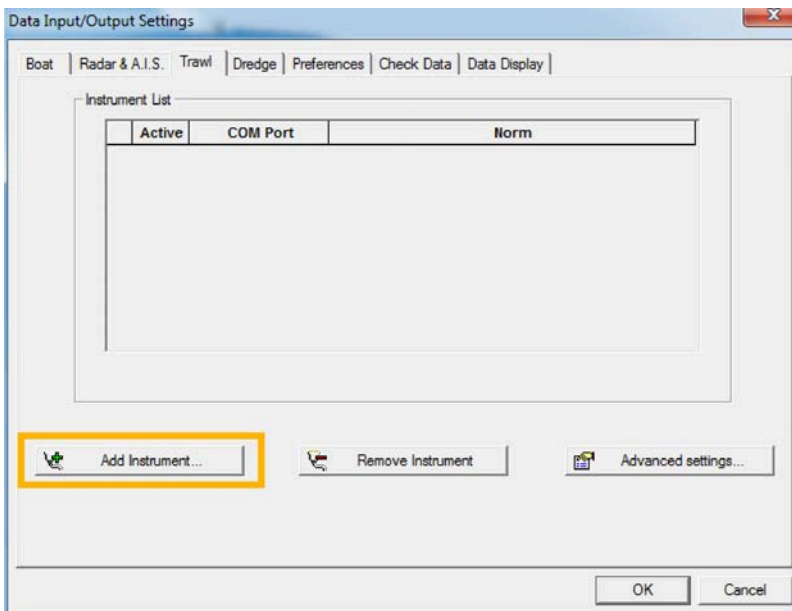 Data Input/Output Settings
Boat Radar & A.I.S. Trawl Dredge Preferences Check Data Data Display
Instrument List
Active COM Port Norm
Add Instrument... Remove Instrument Advanced settings...
OK Cancel